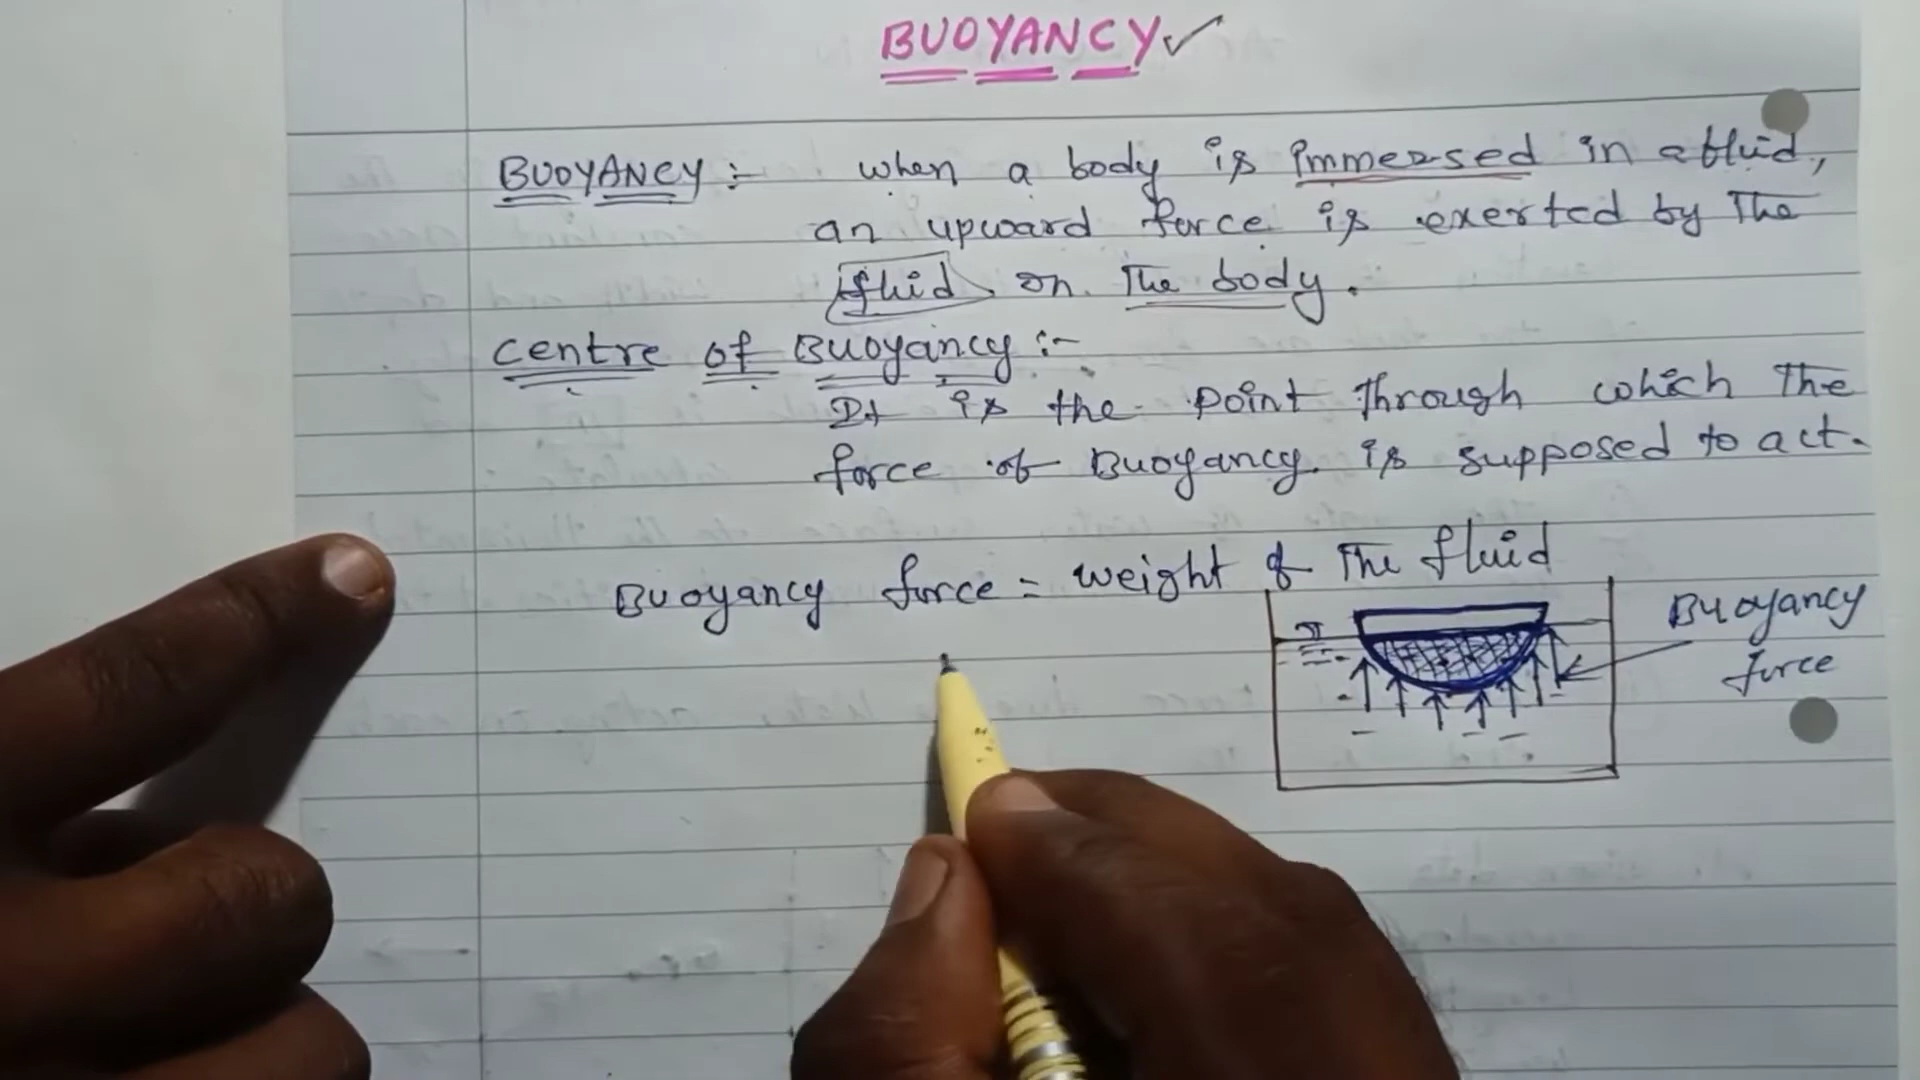 BUOYANCY
BUOYANCY :- when a body is immersed in a fluid,
an upward force is exerted by The
fluid on The body.
centre of Buoyancy :-
It is the point Through which The
force of Buoyancy is supposed to act.
Buoyancy force = weight of The fluid
Buoyancy
force